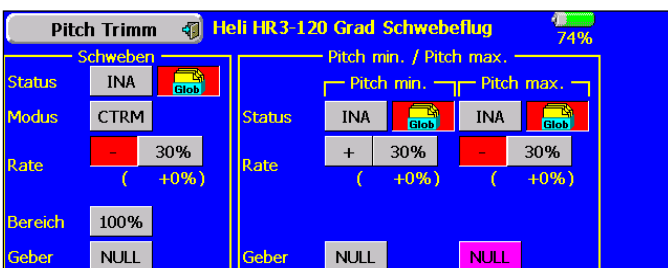 Pitch Trimm Heli HR3-120 Grad Schwebeflug 74%
Schweben Pitch min. / Pitch max.
Pitch min. Pitch max.
Status INA Glob
Modus CTRM Status INA Glob INA Glob
Rate - 30% Rate + 30% - 30%
( +0%) ( +0%) ( +0%)
Bereich 100%
Geber NULL Geber NULL NULL